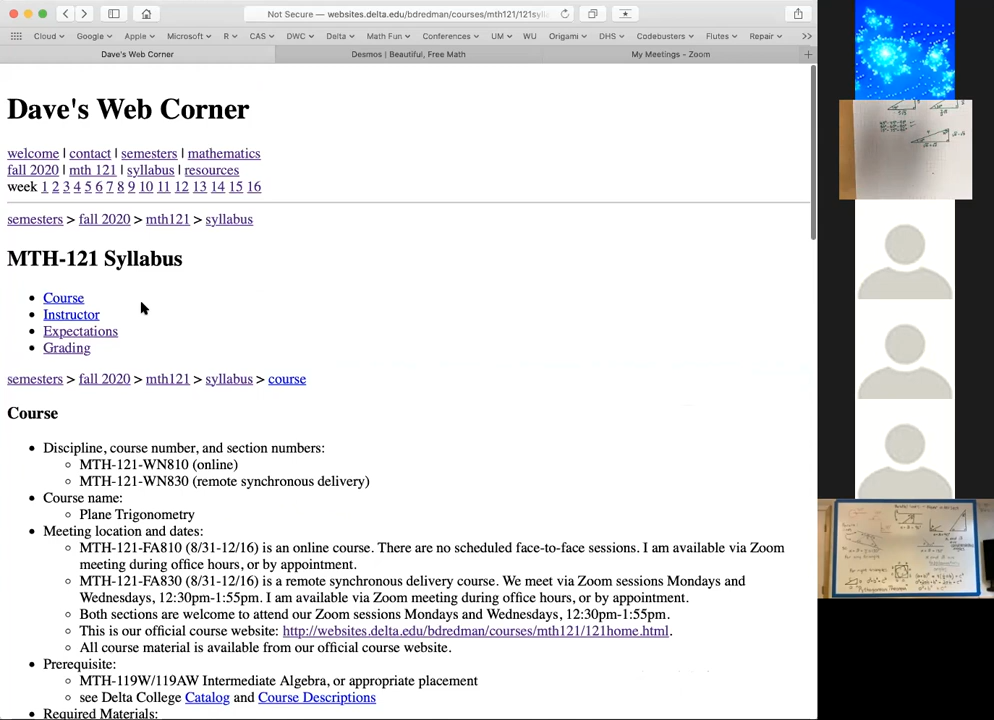 Not Secure — websites.delta.edu/bdredman/courses/mth121/121syll
Cloud Google Apple Microsoft R CAS DWC Delta Math Fun Conferences UM WU Origami DHS Codebusters Flutes Repair >>
Dave's Web Corner Desmos | Beautiful, Free Math My Meetings - Zoom
Dave's Web Corner
welcome | contact | semesters | mathematics
fall 2020 | mth 121 | syllabus | resources
week 1 2 3 4 5 6 7 8 9 10 11 12 13 14 15 16
semesters > fall 2020 > mth121 > syllabus
MTH-121 Syllabus
• Course
• Instructor
• Expectations
• Grading
semesters > fall 2020 > mth121 > syllabus > course
Course
• Discipline, course number, and section numbers:
◦ MTH-121-WN810 (online)
◦ MTH-121-WN830 (remote synchronous delivery)
• Course name:
◦ Plane Trigonometry
• Meeting location and dates:
◦ MTH-121-FA810 (8/31-12/16) is an online course. There are no scheduled face-to-face sessions. I am available via Zoom
meeting during office hours, or by appointment.
◦ MTH-121-FA830 (8/31-12/16) is a remote synchronous delivery course. We meet via Zoom sessions Mondays and
Wednesdays, 12:30pm-1:55pm. I am available via Zoom meeting during office hours, or by appointment.
◦ Both sections are welcome to attend our Zoom sessions Mondays and Wednesdays, 12:30pm-1:55pm.
◦ This is our official course website: http://websites.delta.edu/bdredman/courses/mth121/121home.html.
◦ All course material is available from our official course website.
• Prerequisite:
◦ MTH-119W/119AW Intermediate Algebra, or appropriate placement
◦ see Delta College Catalog and Course Descriptions
• Required Materials: